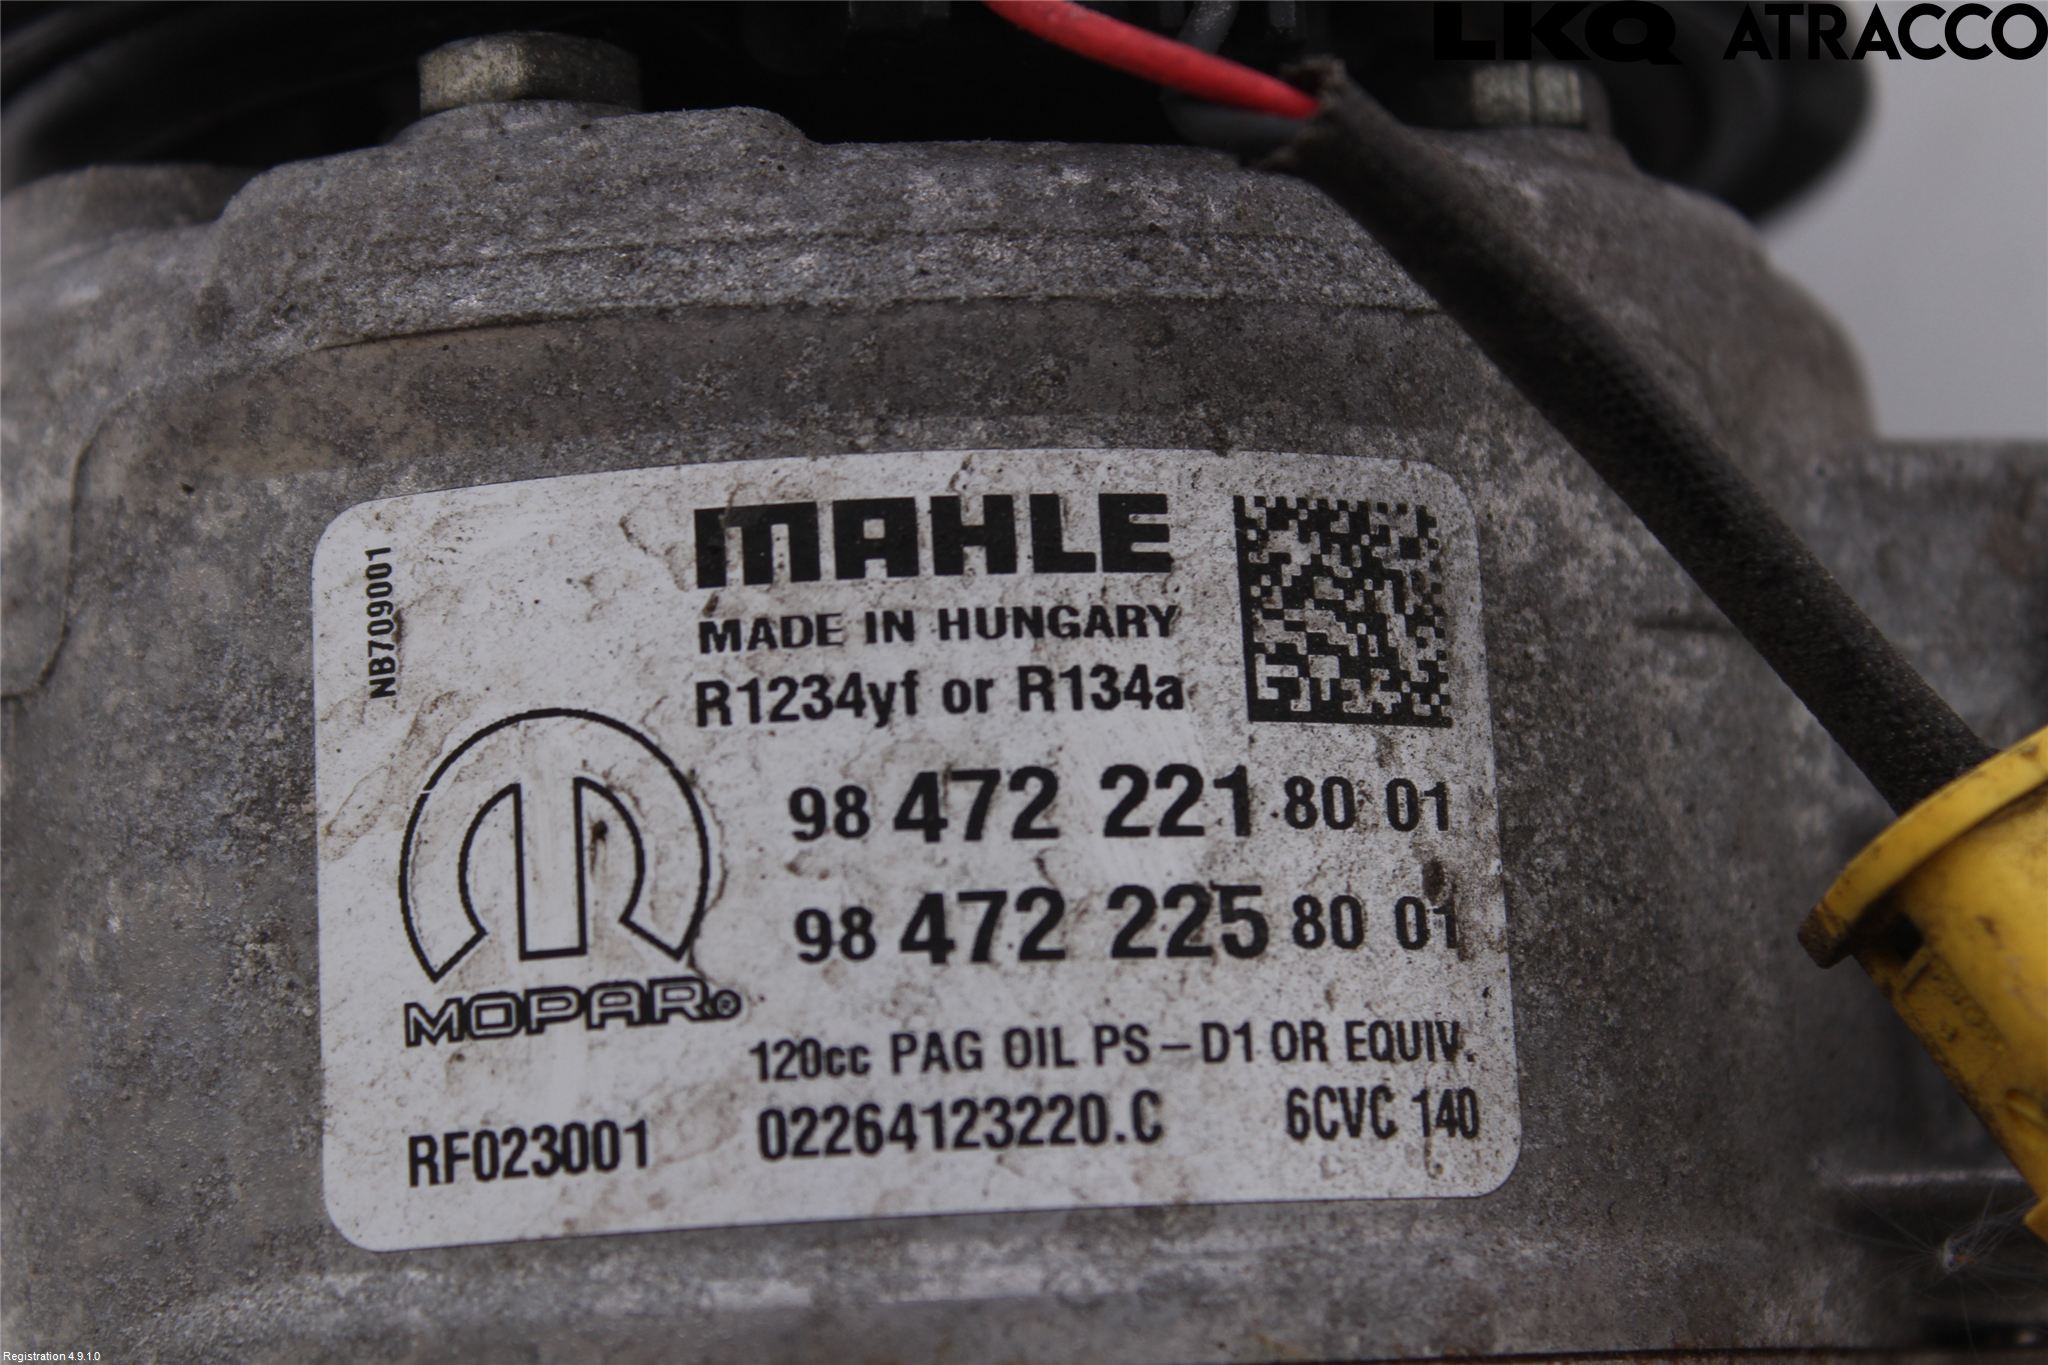 LKQ ATRACCO
NB709001
MAHLE
MADE IN HUNGARY
R1234yf or R134a
98 472 221 80 01
98 472 225 80 01
MOPAR®
120cc PAG OIL PS-D1 OR EQUIV.
RF023001 02264123220.C 6CVC 140
Registration 4.9.1.0